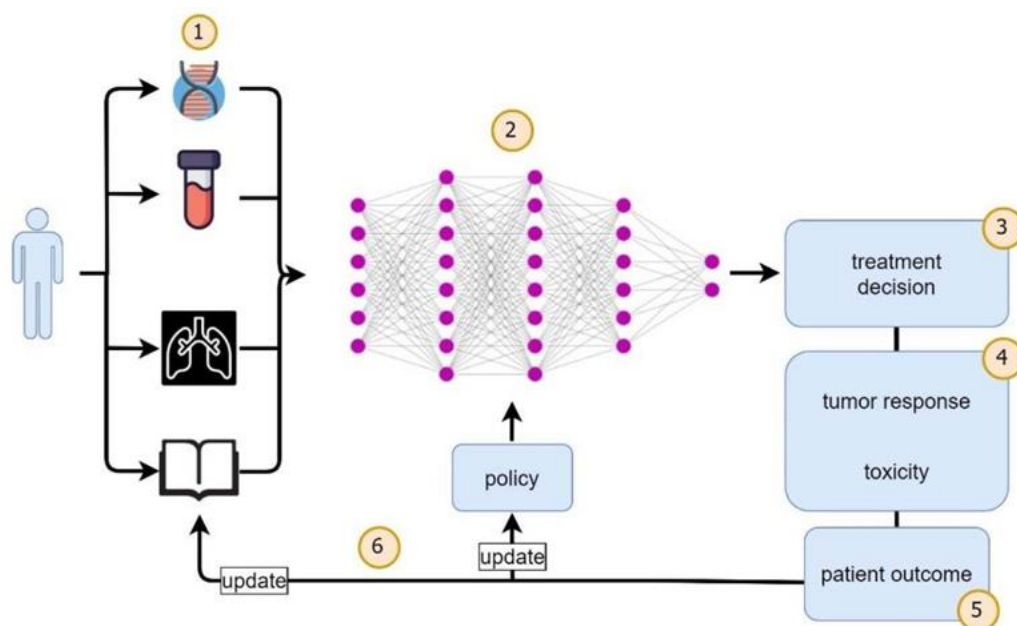 1
2
3
treatment
decision
4
tumor response
toxicity
policy
6
update
update
patient outcome
5